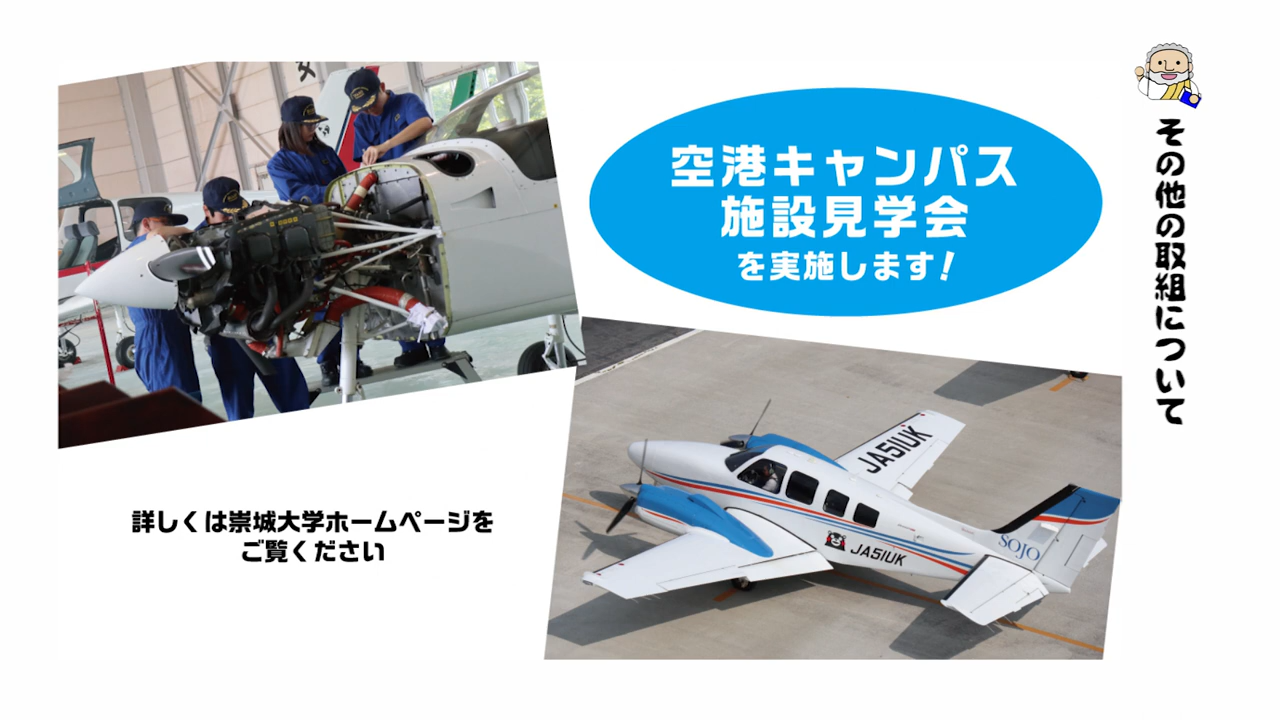 空港キャンパス
施設見学会
を実施します!
その他の取組について
JA51UK
JA51UK
SOJO
詳しくは崇城大学ホームページを
ご覧ください